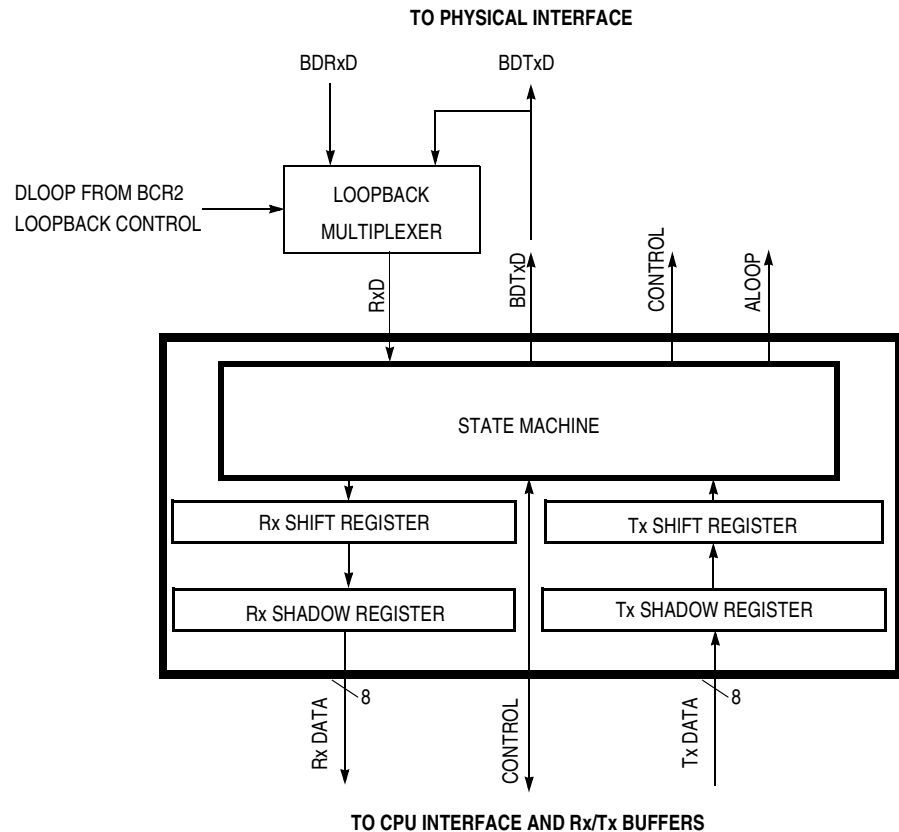 TO PHYSICAL INTERFACE
BDRxD
BDTxD
DLOOP FROM BCR2
LOOPBACK CONTROL
LOOPBACK
MULTIPLEXER
RxD
BDTxD
CONTROL
ALOOP
STATE MACHINE
Rx SHIFT REGISTER
Tx SHIFT REGISTER
Rx SHADOW REGISTER
Tx SHADOW REGISTER
8
8
Rx DATA
CONTROL
Tx DATA
TO CPU INTERFACE AND Rx/Tx BUFFERS